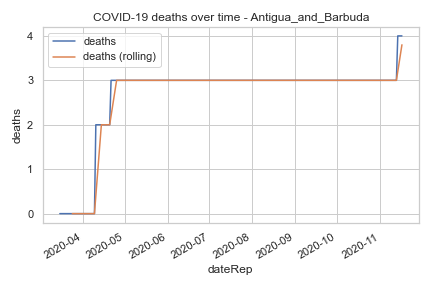 COVID-19 deaths over time - Antigua_and_Barbuda
deaths
deaths (rolling)
deaths
4
3
2
1
0
2020-04
2020-05
2020-06
2020-07
2020-08
2020-09
2020-10
2020-11
dateRep